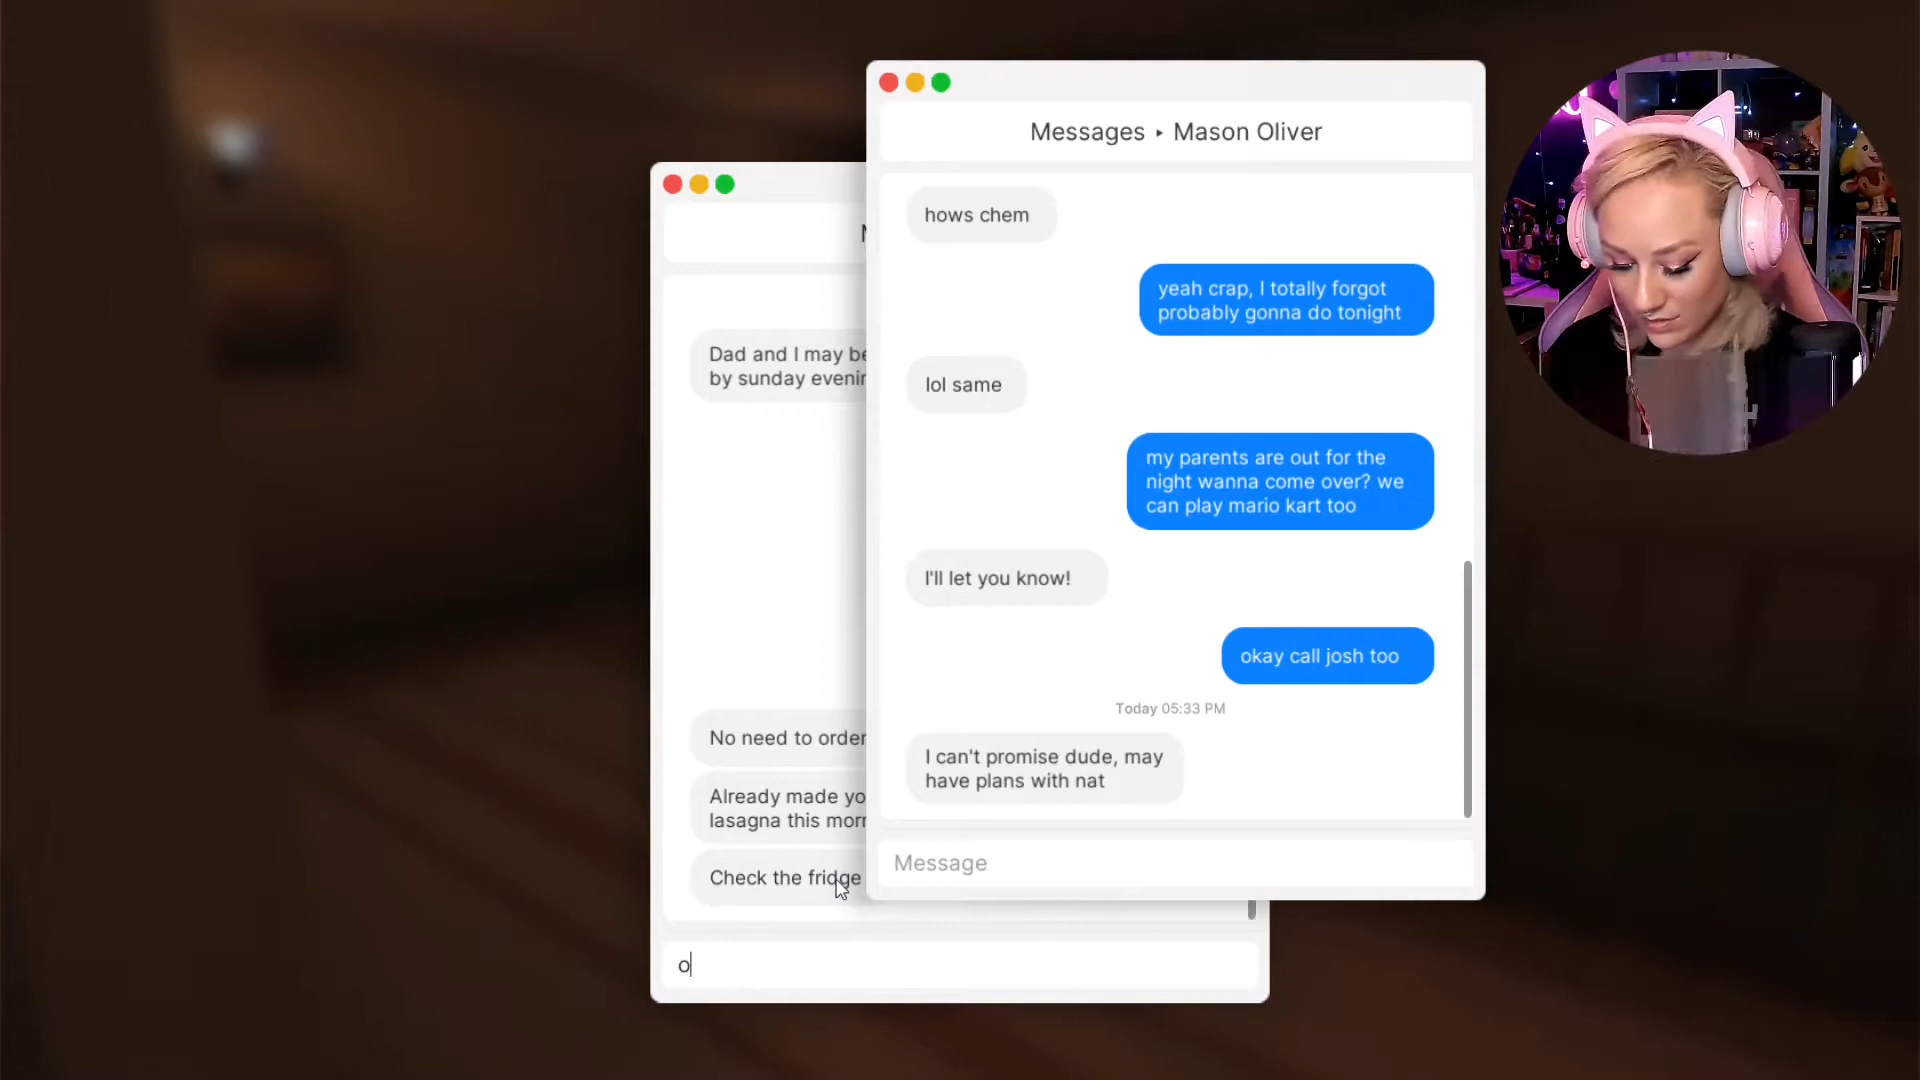 Messages ▸ Mason Oliver
hows chem
yeah crap, I totally forgot
probably gonna do tonight
lol same
my parents are out for the
night wanna come over? we
can play mario kart too
I'll let you know!
okay call josh too
Today 05:33 PM
I can't promise dude, may
have plans with nat
Message
Dad and I may be
by sunday evenin
No need to order
Already made yo
lasagna this morn
Check the fridge
o